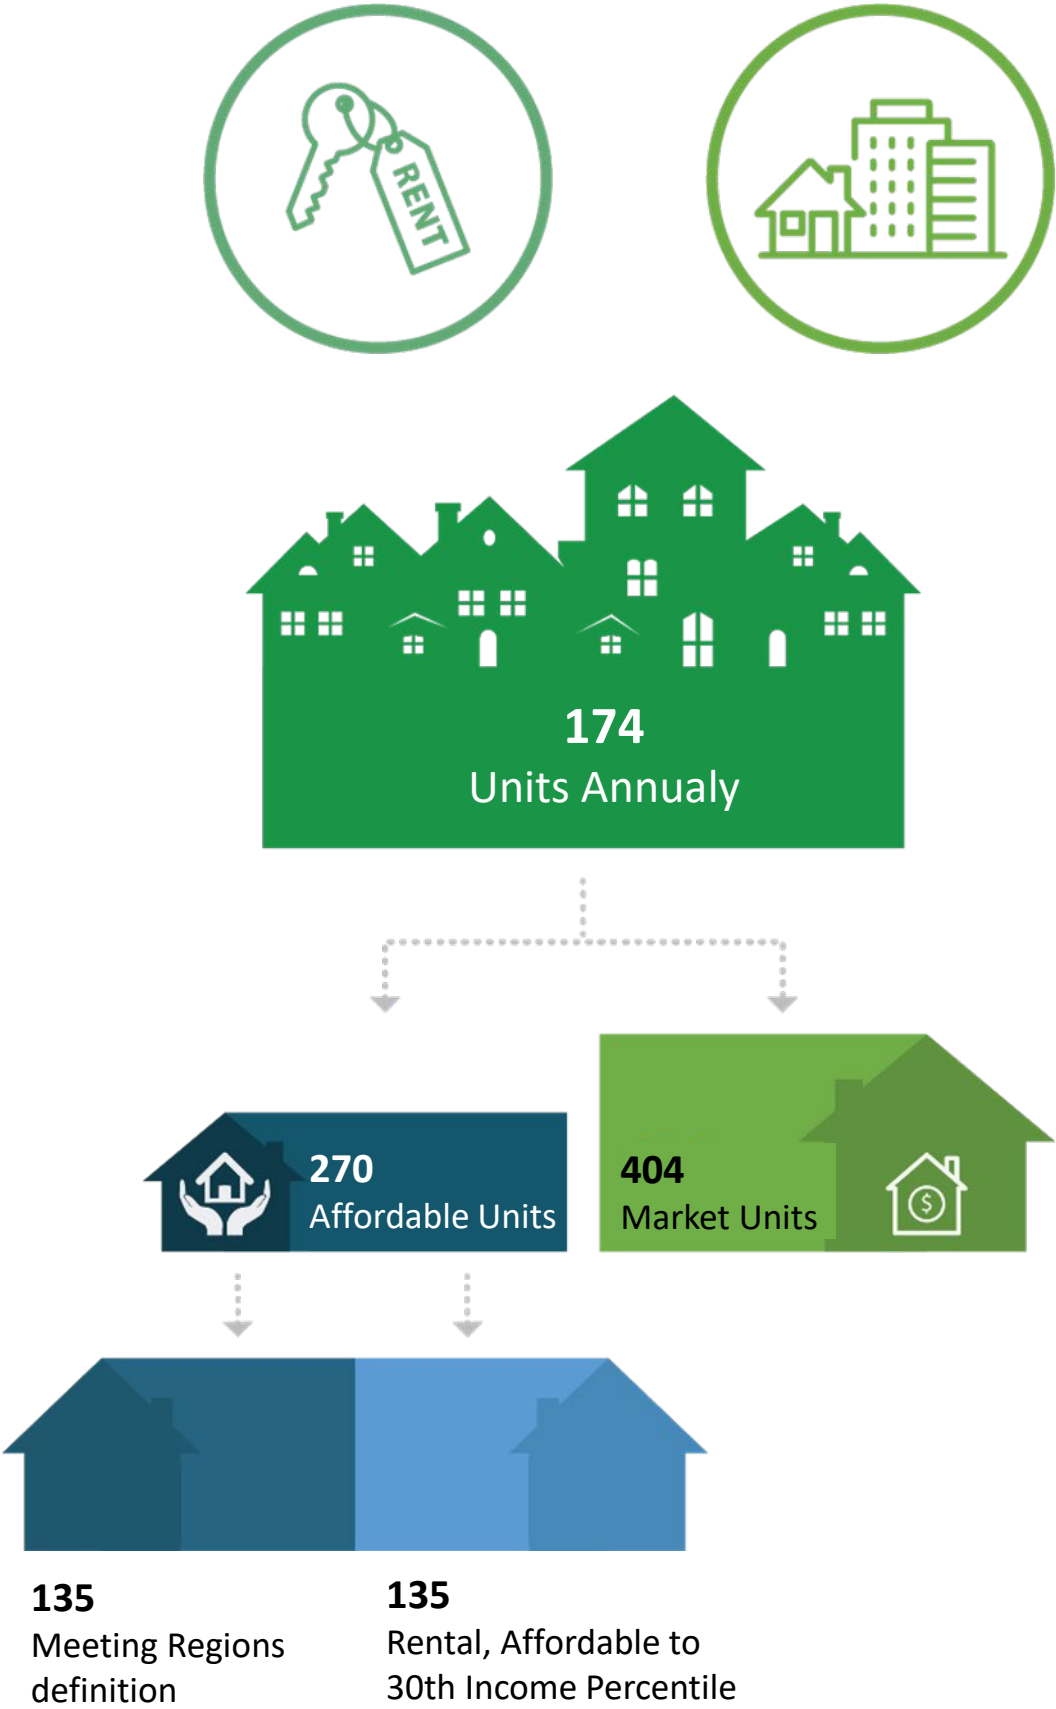 RENT
174
Units Annualy
270
Affordable Units
404
Market Units
$
135
Meeting Regions
definition
135
Rental, Affordable to
30th Income Percentile